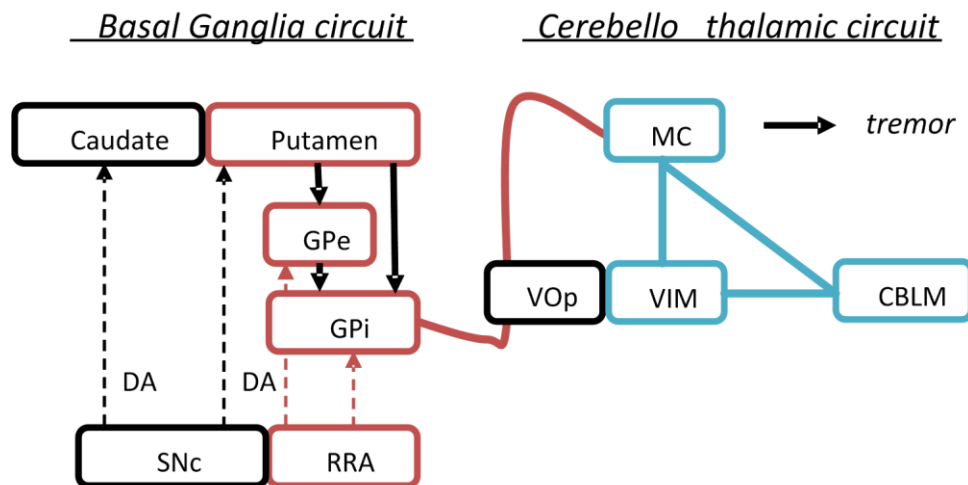 Basal Ganglia circuit
Cerebello thalamic circuit
Caudate
Putamen
MC
tremor
GPe
GPi
VOp
VIM
CBLM
DA
DA
SNc
RRA